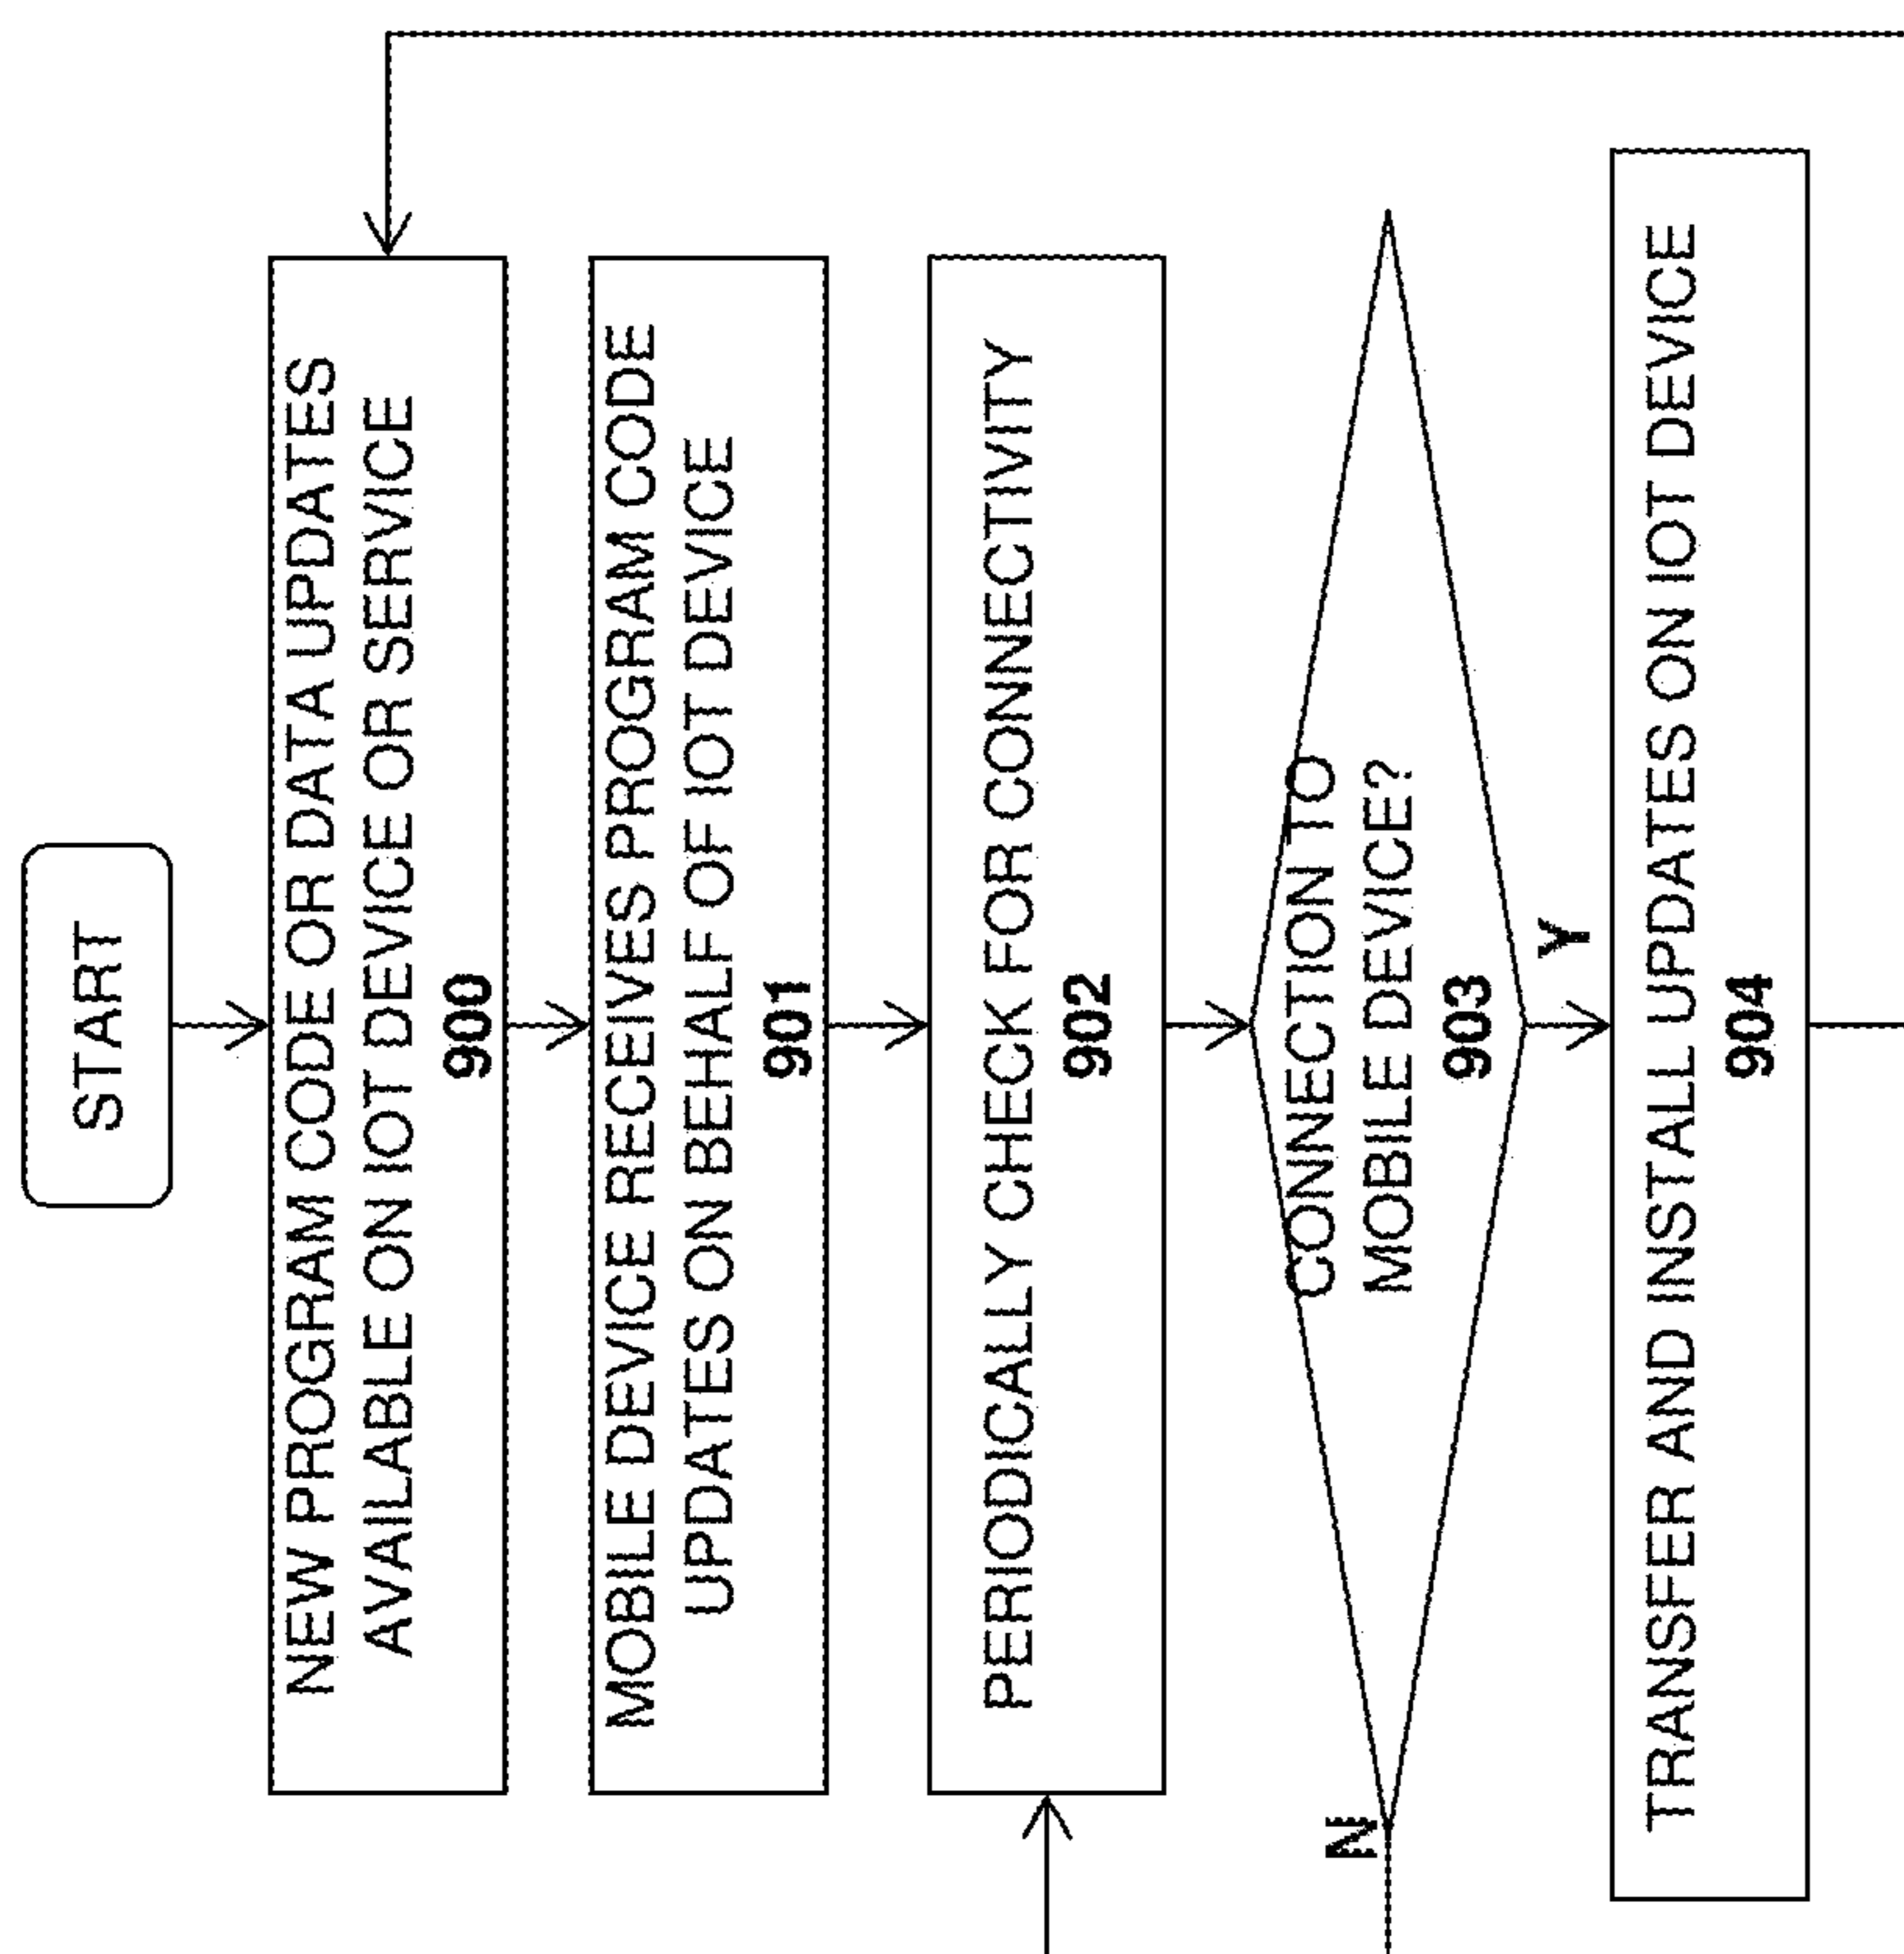 START
NEW PROGRAM CODE OR DATA UPDATES
AVAILABLE ON IOT DEVICE OR SERVICE
900
MOBILE DEVICE RECEIVES PROGRAM CODE
UPDATES ON BEHALF OF IOT DEVICE
901
PERIODICALLY CHECK FOR CONNECTIVITY
902
CONNECTION TO
MOBILE DEVICE?
903
N
Y
TRANSFER AND INSTALL UPDATES ON IOT DEVICE
904